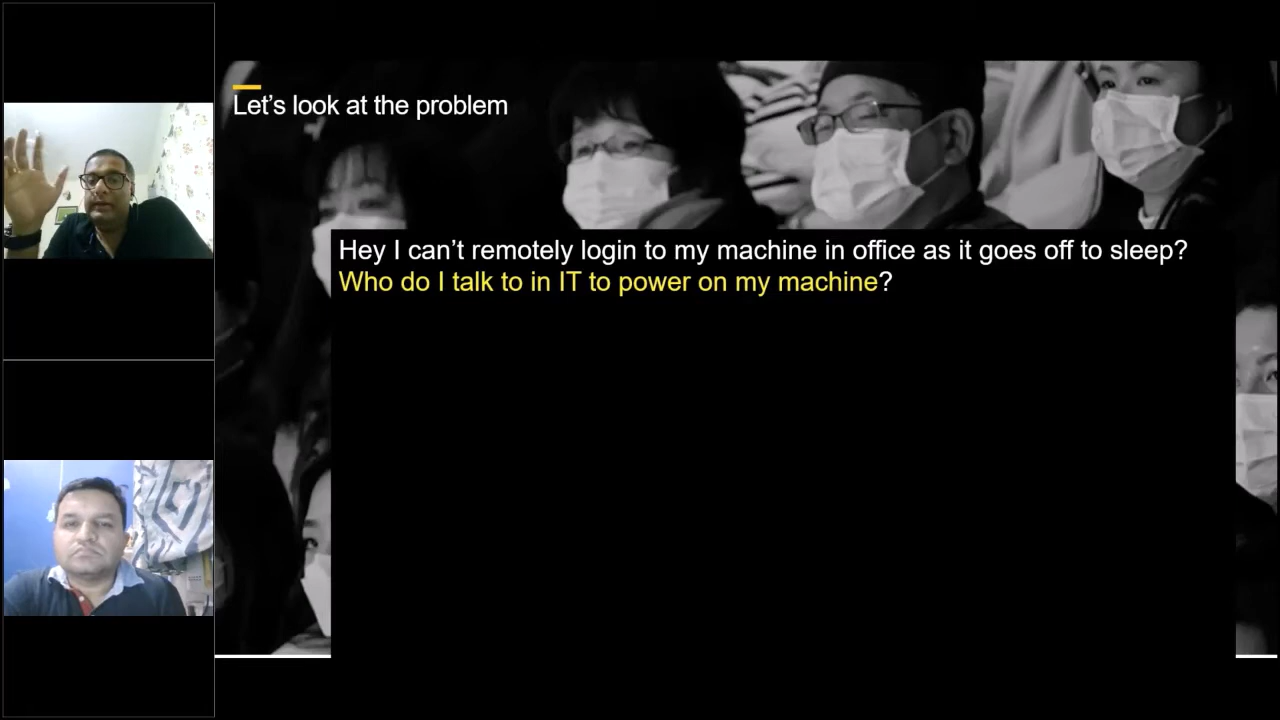 Let’s look at the problem
Hey I can’t remotely login to my machine in office as it goes off to sleep?
Who do I talk to in IT to power on my machine?